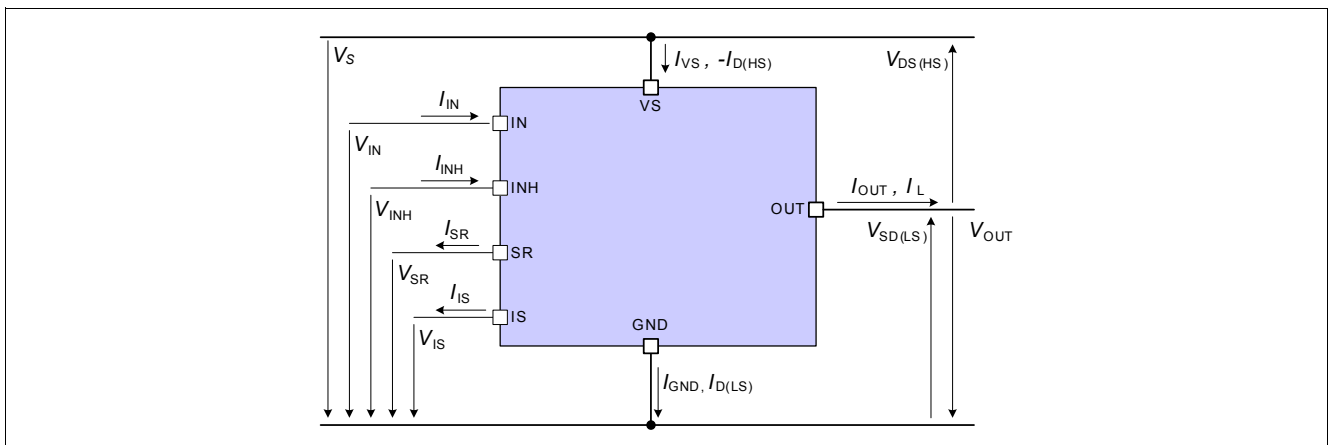 VS
IVS , -ID(HS)
VDS(HS)
VS
IIN
IN
VIN
IINH
INH
VINH
IOUT , IL
OUT
VSD(LS)
VOUT
ISR
SR
VSR
IIS
IS
VIS
GND
IGND, ID(LS)